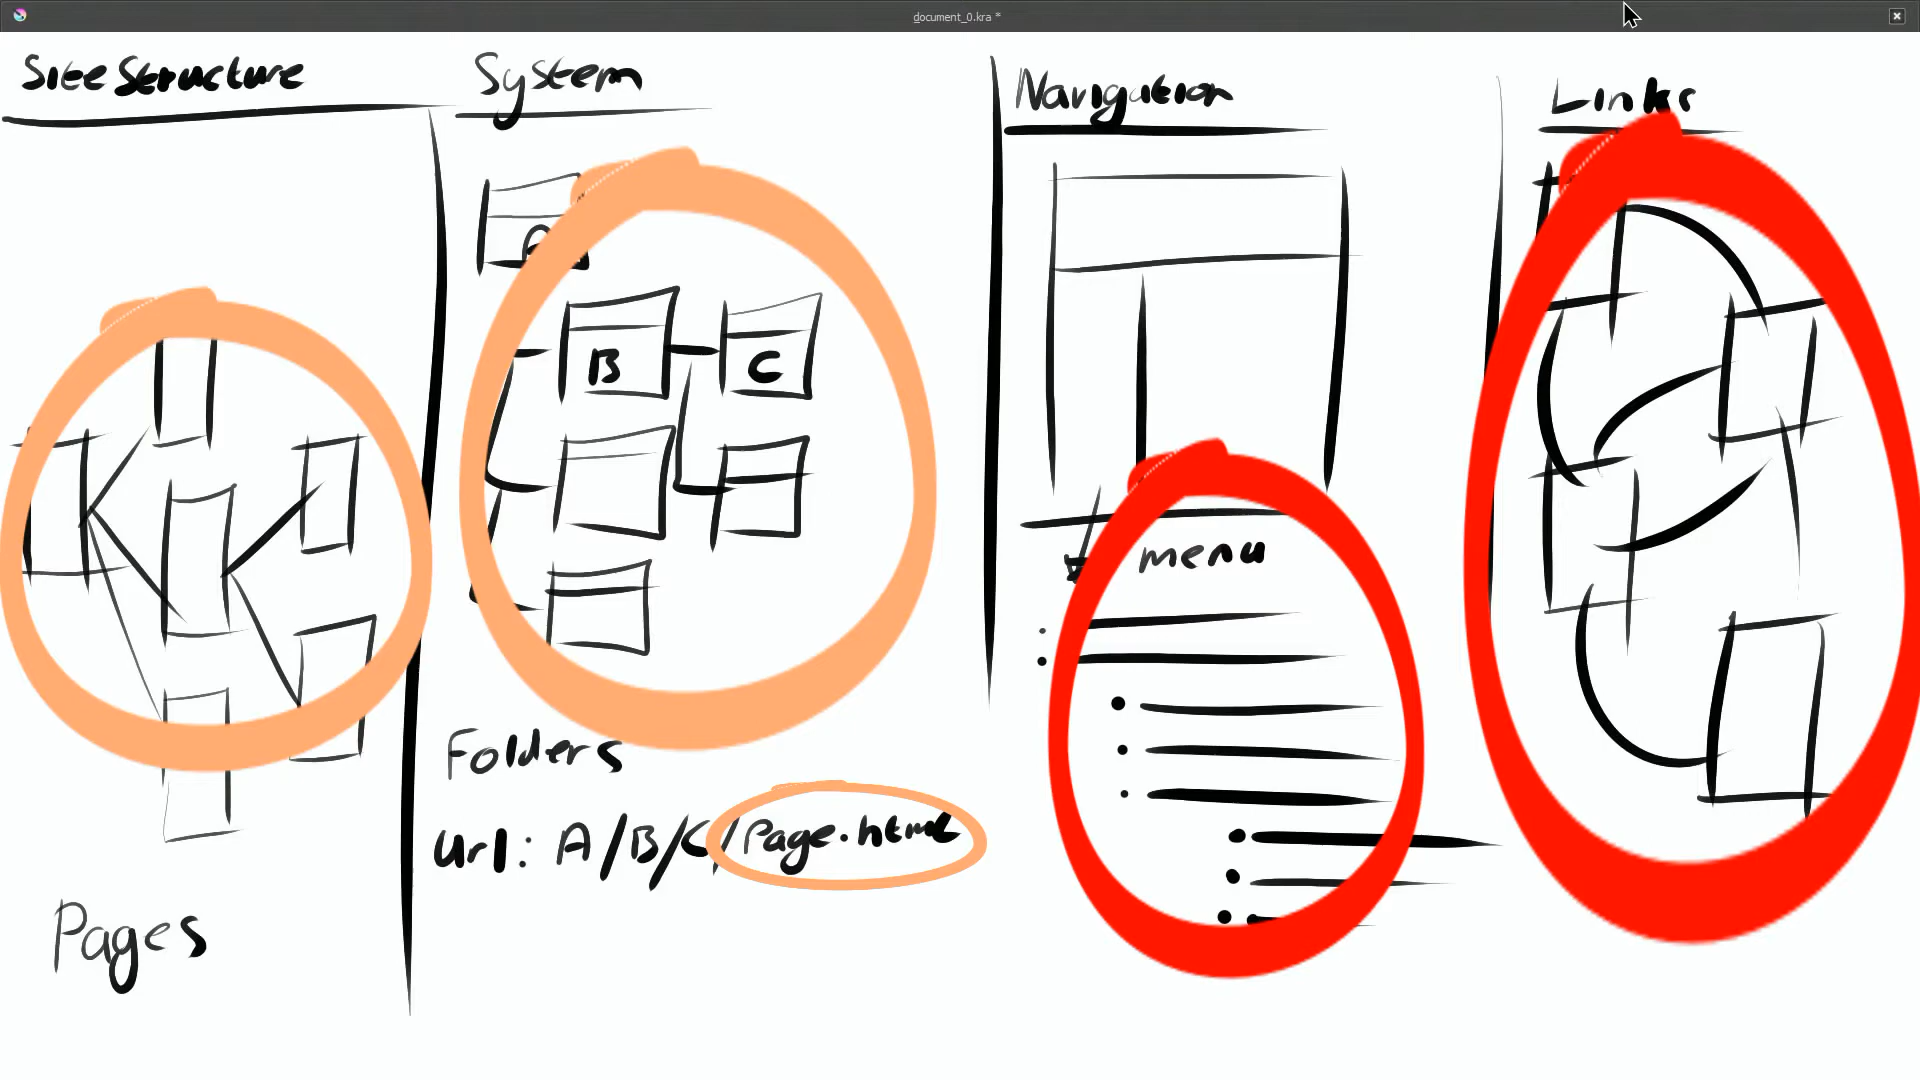 document_0.kra *
Site Structure
System
Navigation
Links
A
B
C
menu
Folders
Url: A/B/C/Page.html
Pages